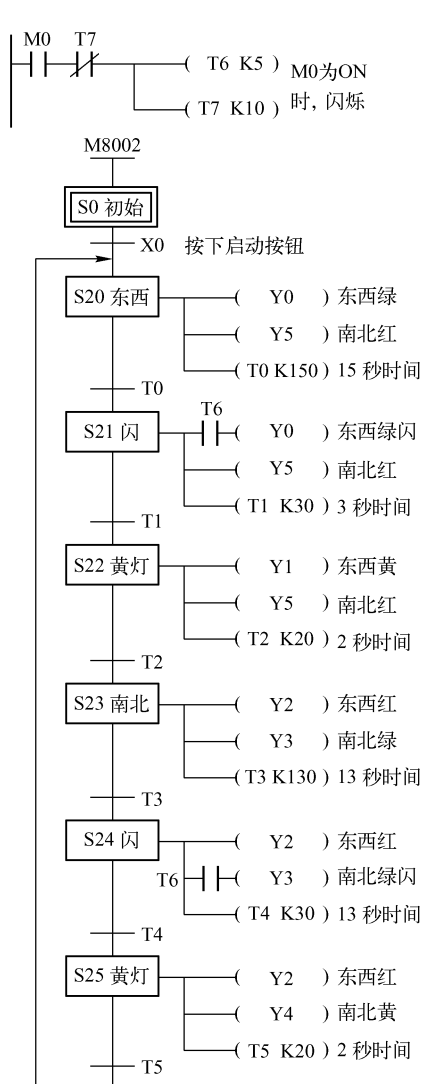 M0 T7
( T6 K5 ) M0为ON
( T7 K10 ) 时, 闪烁
M8002
S0 初始
X0 按下启动按钮
S20 东西 ( Y0 ) 东西绿
( Y5 ) 南北红
( T0 K150 ) 15 秒时间
T0
T6
S21 闪 ( Y0 ) 东西绿闪
( Y5 ) 南北红
( T1 K30 ) 3 秒时间
T1
S22 黄灯 ( Y1 ) 东西黄
( Y5 ) 南北红
( T2 K20 ) 2 秒时间
T2
S23 南北 ( Y2 ) 东西红
( Y3 ) 南北绿
( T3 K130 ) 13 秒时间
T3
S24 闪 ( Y2 ) 东西红
T6 ( Y3 ) 南北绿闪
( T4 K30 ) 13 秒时间
T4
S25 黄灯 ( Y2 ) 东西红
( Y4 ) 南北黄
( T5 K20 ) 2 秒时间
T5